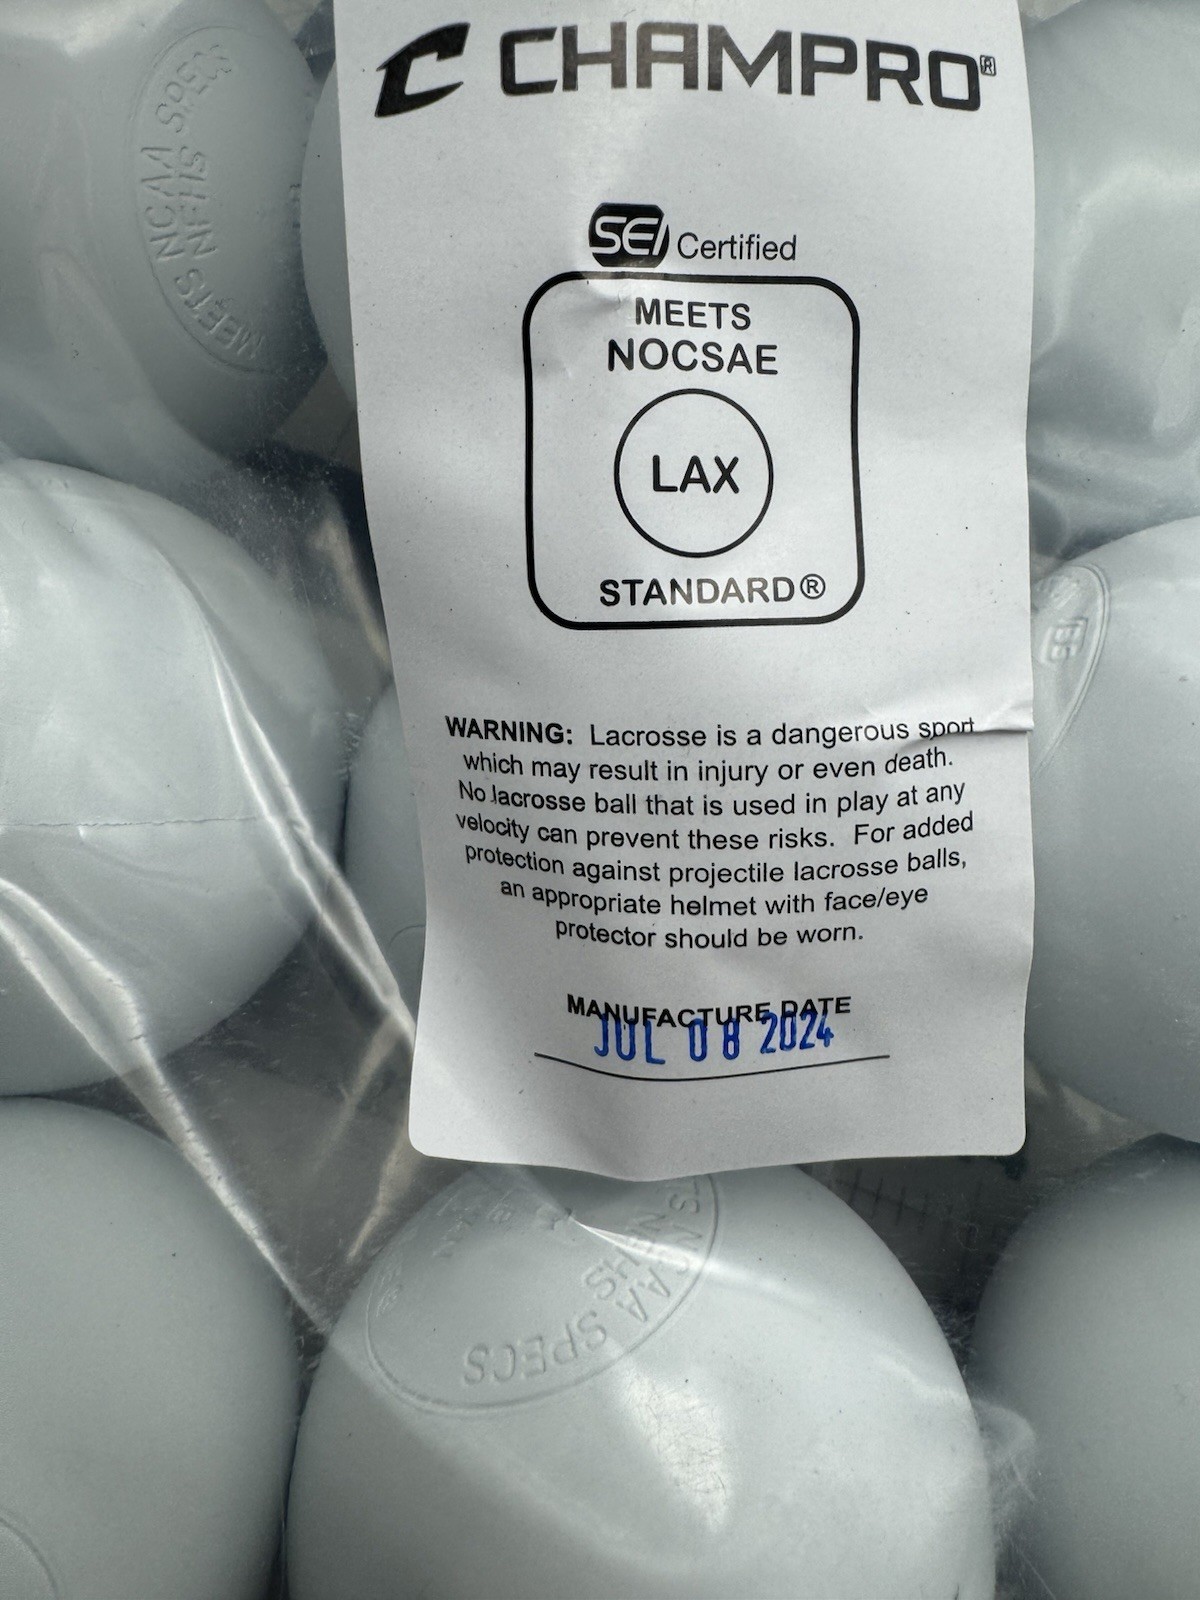 CHAMPRO®
SEI Certified
MEETS
NOCSAE
LAX
STANDARD®
WARNING: Lacrosse is a dangerous sport
which may result in injury or even death.
No lacrosse ball that is used in play at any
velocity can prevent these risks. For added
protection against projectile lacrosse balls,
an appropriate helmet with face/eye
protector should be worn.
MANUFACTURE DATE
JUL 08 2024
MEETS NCAA SPECS
NFHS
NCAA SPECS
NFHS